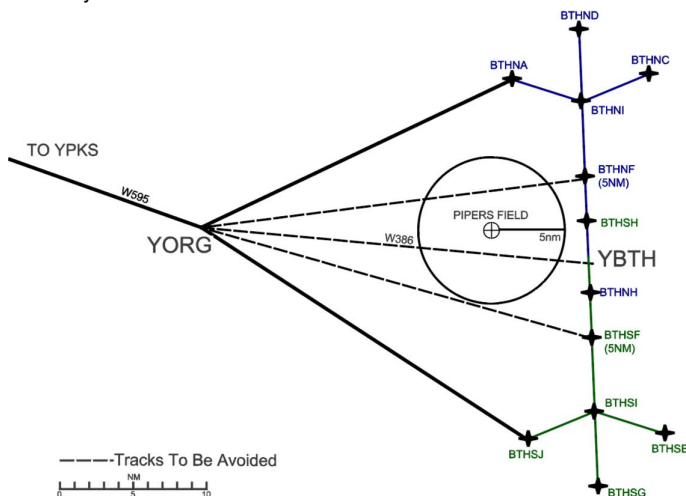 BTHND
BTHNA
BTHNC
BTHNI
TO YPKS
BTHNF
(5NM)
W595
PIPERS FIELD
BTHSH
5nm
W386
YORG
YBTH
BTHNH
BTHSF
(5NM)
BTHSI
BTHSJ
BTHSE
Tracks To Be Avoided
NM
0 5 10
BTHSG